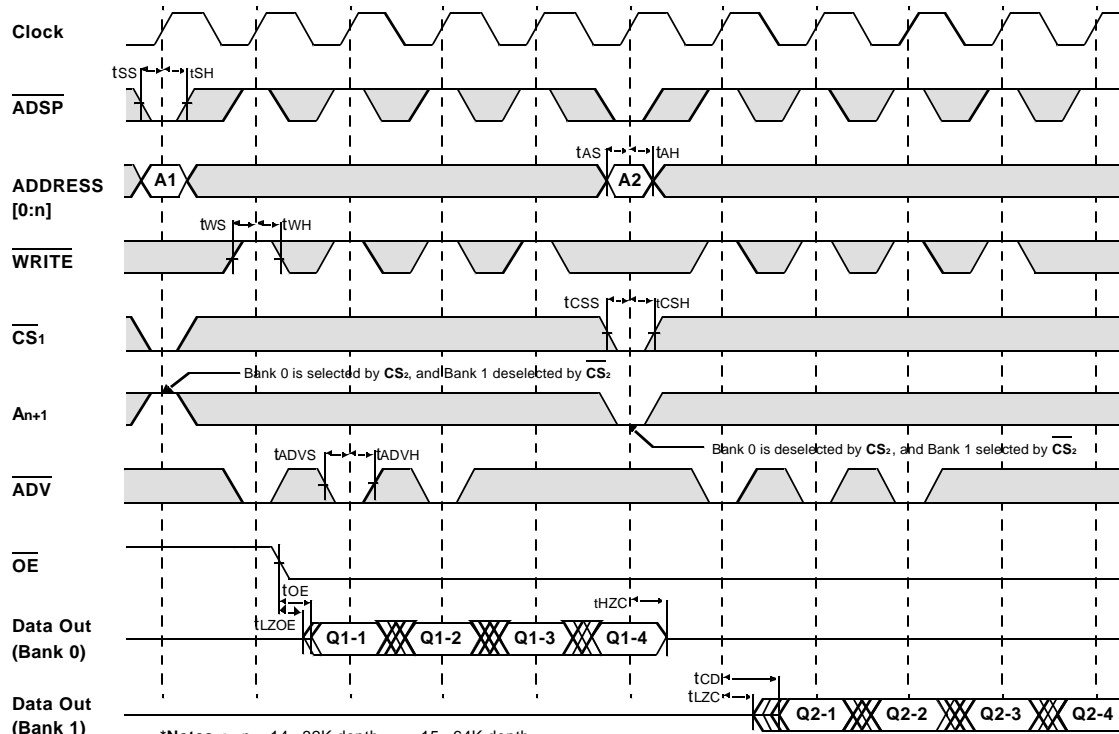 Clock
tSS tSH
ADSP
tAS tAH
ADDRESS
[0:n]
A1 A2
tWS tWH
WRITE
tCSS tCSH
CS1
Bank 0 is selected by CS2, and Bank 1 deselected by CS2
An+1
Bank 0 is deselected by CS2, and Bank 1 selected by CS2
tADVS tADVH
ADV
OE
tOE
tLZOE
tHZC
Data Out
(Bank 0)
Q1-1 Q1-2 Q1-3 Q1-4
tCD
tLZC
Data Out
(Bank 1)
Q2-1 Q2-2 Q2-3 Q2-4
*Notes